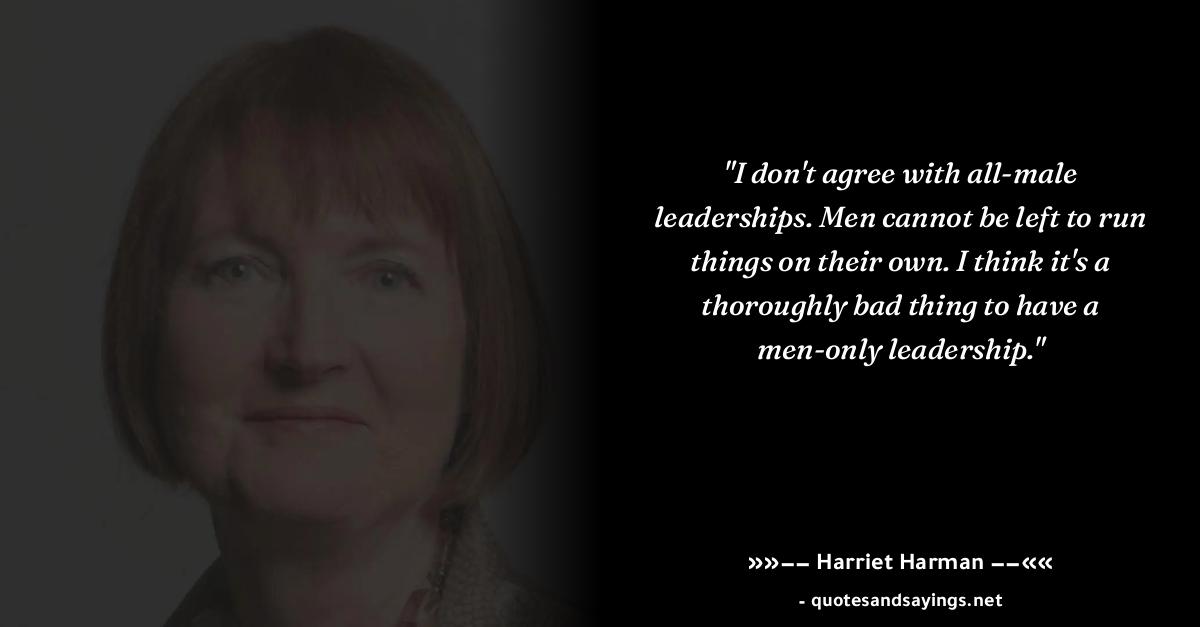 "I don't agree with all-male
leaderships. Men cannot be left to run
things on their own. I think it's a
thoroughly bad thing to have a
men-only leadership."
»»−− Harriet Harman −−««
- quotesandsayings.net